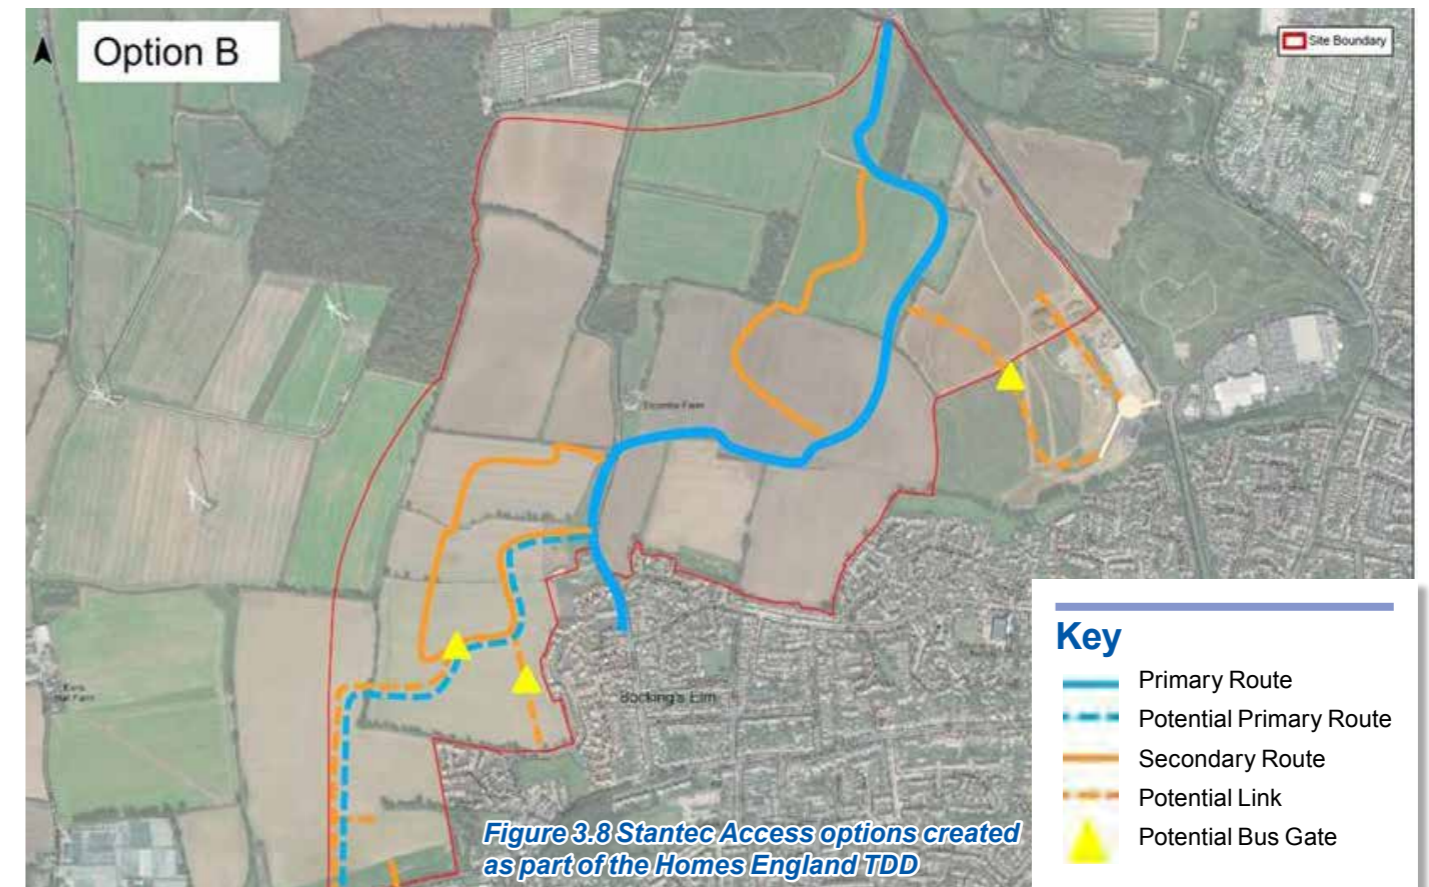 Option B
Site Boundary
Bocking's Elm
Key
Primary Route
Potential Primary Route
Secondary Route
Potential Link
Potential Bus Gate
Figure 3.8 Stantec Access options created
as part of the Homes England TDD